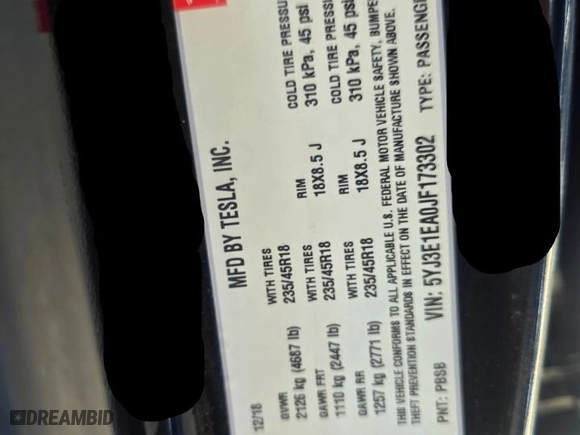 MFD BY TESLA, INC.
12/18
GVWR
2126 kg (4687 lb)
WITH TIRES
235/45R18
RIM
18X8.5 J
COLD TIRE PRESSU
310 kPa, 45 psi
GAWR FRT
1110 kg (2447 lb)
WITH TIRES
235/45R18
RIM
18X8.5 J
COLD TIRE PRESSU
310 kPa, 45 psi
GAWR RR
1257 kg (2771 lb)
WITH TIRES
235/45R18
THIS VEHICLE CONFORMS TO ALL APPLICABLE U.S. FEDERAL MOTOR VEHICLE SAFETY, BUMPE
THEFT PREVENTION STANDARDS IN EFFECT ON THE DATE OF MANUFACTURE SHOWN ABOVE.
PNT: PBSB VIN: 5YJ3E1EA0JF173302 TYPE: PASSENGE
DREAMBID